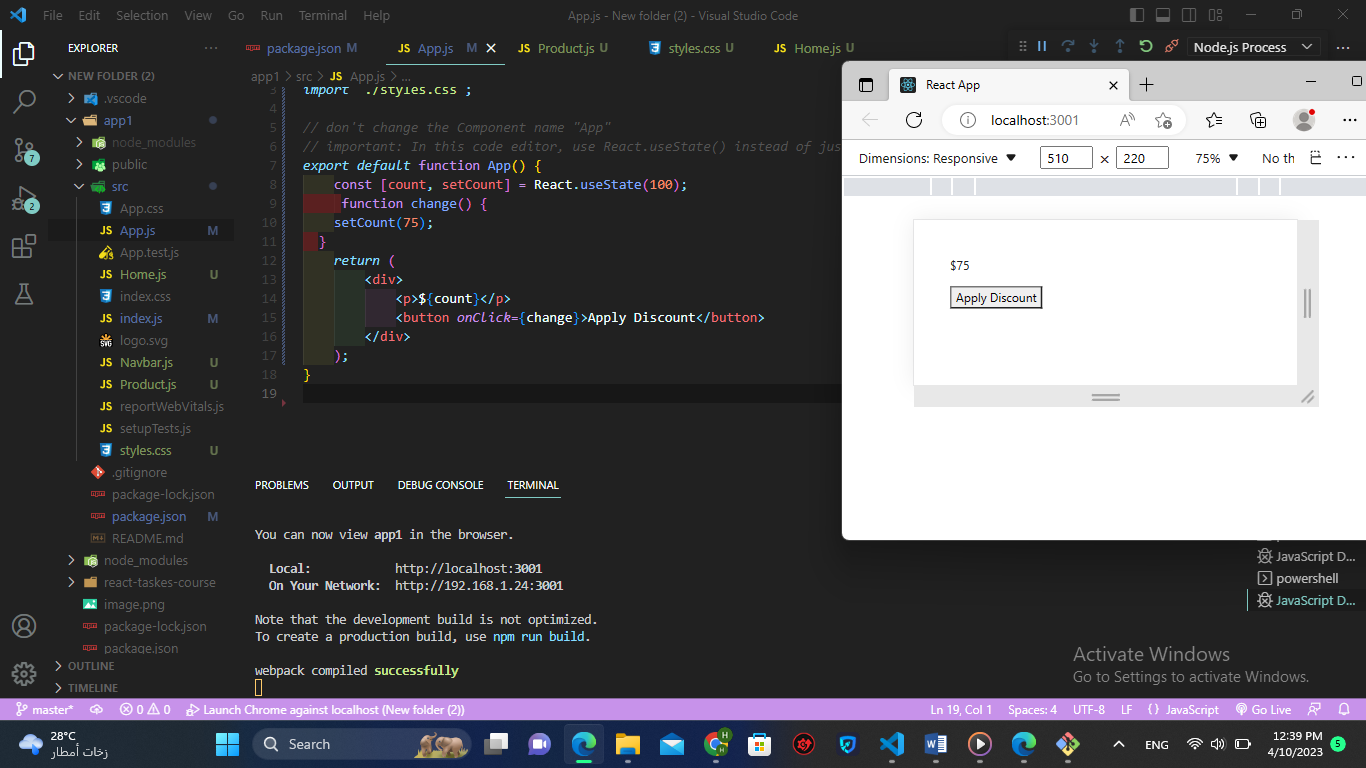 File Edit Selection View Go Run Terminal Help
App.js - New folder (2) - Visual Studio Code
EXPLORER
NEW FOLDER (2)
.vscode
app1
node_modules
public
src
App.css
App.js M
App.test.js
Home.js U
index.css
index.js M
logo.svg
Navbar.js U
Product.js U
reportWebVitals.js
setupTests.js
styles.css U
.gitignore
package-lock.json
package.json M
README.md
node_modules
react-taskes-course
image.png
package-lock.json
package.json
OUTLINE
TIMELINE
7
2
package.json M
JS App.js M
JS Product.js U
styles.css U
JS Home.js U
Node.js Process
app1 > src > JS App.js > ...
3 import './styles.css';
4
5 // don't change the Component name "App"
6 // important: In this code editor, use React.useState() instead of jus
7 export default function App() {
8 const [count, setCount] = React.useState(100);
9 function change() {
10 setCount(75);
11 }
12 return (
13 <div>
14 <p>${count}</p>
15 <button onClick={change}>Apply Discount</button>
16 </div>
17 );
18 }
19
React App
localhost:3001
Dimensions: Responsive 510 × 220 75% No th
$75
Apply Discount
PROBLEMS OUTPUT DEBUG CONSOLE TERMINAL
You can now view app1 in the browser.
Local: http://localhost:3001
On Your Network: http://192.168.1.24:3001
Note that the development build is not optimized.
To create a production build, use npm run build.
webpack compiled successfully
JavaScript D...
powershell
JavaScript D...
Activate Windows
Go to Settings to activate Windows.
master* 0 0 Launch Chrome against localhost (New folder (2))
Ln 19, Col 1 Spaces: 4 UTF-8 LF {} JavaScript Go Live
28°C
زخات أمطار
Search
ENG
12:39 PM
4/10/2023
5